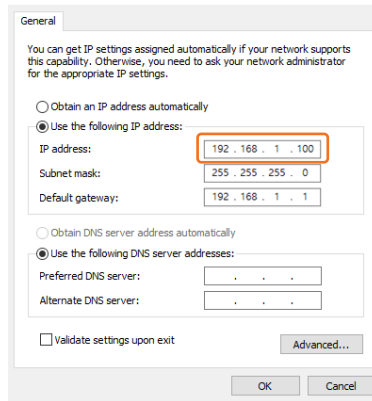 General
You can get IP settings assigned automatically if your network supports
this capability. Otherwise, you need to ask your network administrator
for the appropriate IP settings.
Obtain an IP address automatically
Use the following IP address:
IP address: 192 . 168 . 1 . 100
Subnet mask: 255 . 255 . 255 . 0
Default gateway: 192 . 168 . 1 . 1
Obtain DNS server address automatically
Use the following DNS server addresses:
Preferred DNS server: . . .
Alternate DNS server: . . .
Validate settings upon exit
Advanced...
OK Cancel